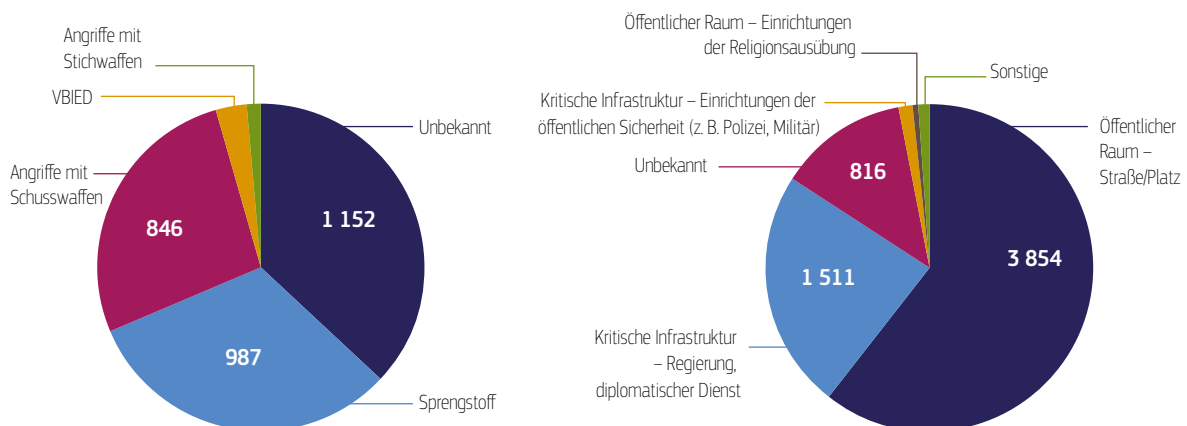 Angriffe mit
Stichwaffen
VBIED
Unbekannt
Angriffe mit
Schusswaffen
846
1 152
987
Sprengstoff
Öffentlicher Raum – Einrichtungen
der Religionsausübung
Sonstige
Kritische Infrastruktur – Einrichtungen der
öffentlichen Sicherheit (z. B. Polizei, Militär)
Öffentlicher
Raum –
Straße/Platz
Unbekannt
816
3 854
1 511
Kritische Infrastruktur
– Regierung,
diplomatischer Dienst